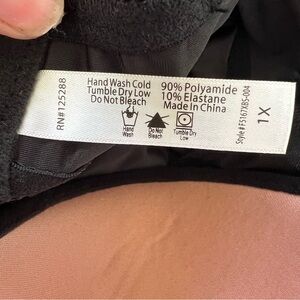 RN#125288
Hand Wash Cold
Tumble Dry Low
Do Not Bleach
Hand
Wash
Do Not
Bleach
Tumble Dry
Low
90% Polyamide
10% Elastane
Made In China
Style # F5167XB5-004
1X